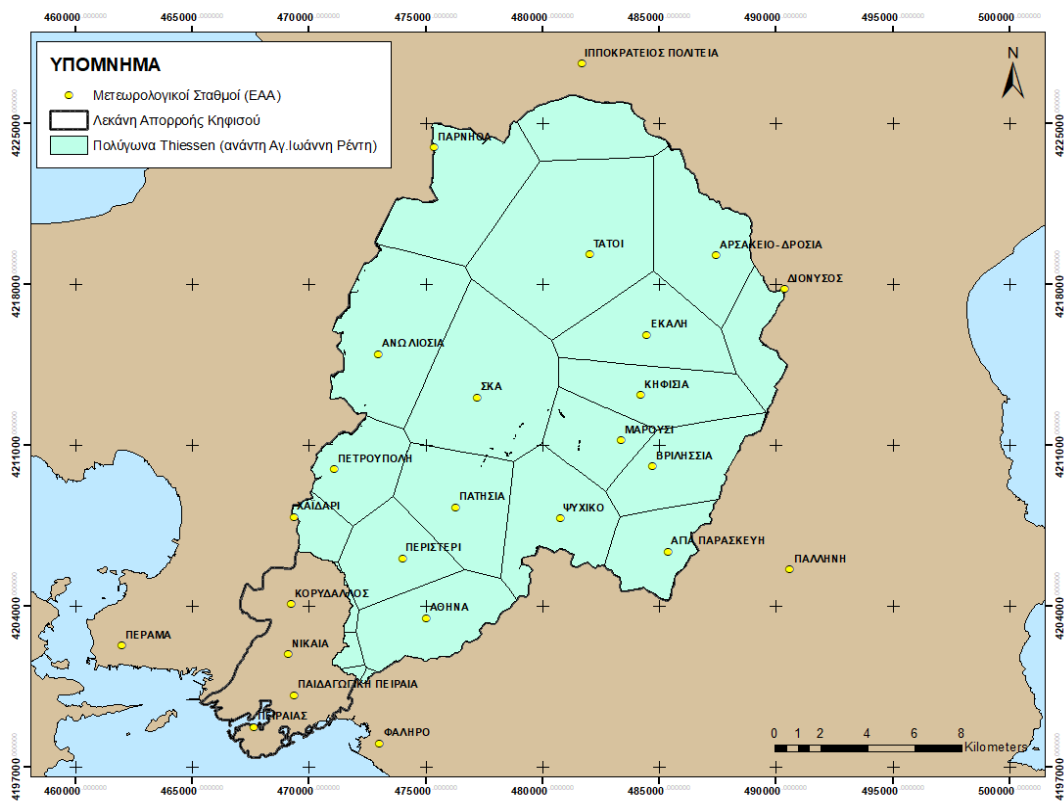 460000 465000 470000 475000 480000 485000 490000 495000 500000
ΥΠΟΜΝΗΜΑ
Μετεωρολογικοί Σταθμοί (ΕΑΑ)
Λεκάνη Απορροής Κηφισού
Πολύγωνα Thiessen (ανάντη Αγ.Ιωάννη Ρέντη)
N
ΙΠΠΟΚΡΑΤΕΙΟΣ ΠΟΛΙΤΕΙΑ
4225000 4225000
ΠΑΡΝΗΘΑ
ΤΑΤΟΙ
ΑΡΣΑΚΕΙΟ-ΔΡΟΣΙΑ
ΔΙΟΝΥΣΟΣ
4218000 4218000
ΕΚΑΛΗ
ΑΝΩ ΛΙΟΣΙΑ
ΣΚΑ
ΚΗΦΙΣΙΑ
ΜΑΡΟΥΣΙ
4211000 4211000
ΠΕΤΡΟΥΠΟΛΗ
ΒΡΙΛΗΣΣΙΑ
ΠΑΤΗΣΙΑ
ΧΑΙΔΑΡΙ
ΨΥΧΙΚΟ
ΠΕΡΙΣΤΕΡΙ
ΑΓΙΑ ΠΑΡΑΣΚΕΥΗ
ΠΑΛΛΗΝΗ
ΚΟΡΥΔΑΛΛΟΣ
ΑΘΗΝΑ
4204000 4204000
ΠΕΡΑΜΑ
ΝΙΚΑΙΑ
ΠΑΙΔΑΓΩΓΙΚΗ ΠΕΙΡΑΙΑ
ΠΕΙΡΑΙΑΣ
ΦΑΛΗΡΟ
0 1 2 4 6 8
Kilometers
4197000 4197000
460000 465000 470000 475000 480000 485000 490000 495000 500000